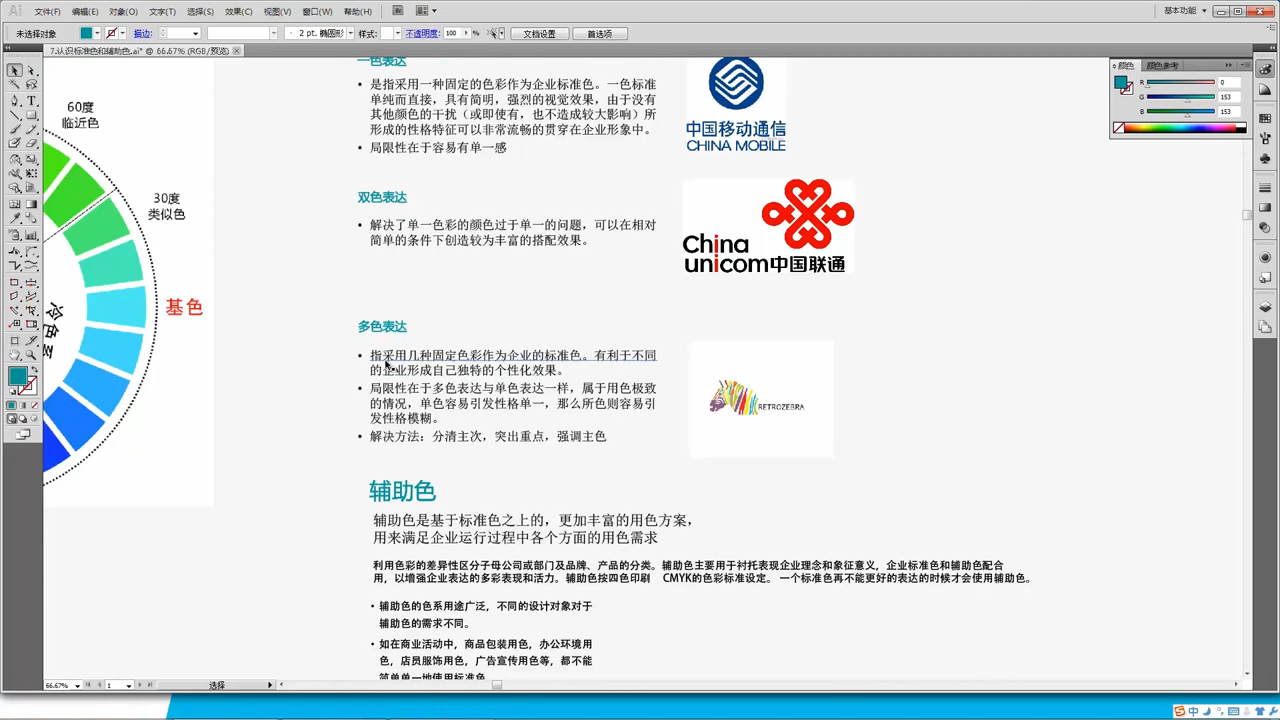 文件(F) 编辑(E) 对象(O) 文字(T) 选择(S) 效果(C) 视图(V) 窗口(W) 帮助(H) Br 基本功能
未选择对象 描边: 2 pt. 椭圆形 样式: 不透明度: 100 % 文档设置 首选项
7.认识标准色和辅助色.ai* @ 66.67% (RGB/预览)
颜色 颜色参考
R 0
G 153
B 153
60度
临近色
30度
类似色
基色
冷色系
一色表达
• 是指采用一种固定的色彩作为企业标准色。一色标准
单纯而直接，具有简明，强烈的视觉效果，由于没有
其他颜色的干扰（或即使有，也不造成较大影响）所
形成的性格特征可以非常流畅的贯穿在企业形象中。
• 局限性在于容易有单一感
中国移动通信
CHINA MOBILE
双色表达
• 解决了单一色彩的颜色过于单一的问题，可以在相对
简单的条件下创造较为丰富的搭配效果。
China
unicom中国联通
多色表达
• 指采用几种固定色彩作为企业的标准色。有利于不同
的企业形成自己独特的个性化效果。
• 局限性在于多色表达与单色表达一样，属于用色极致
的情况，单色容易引发性格单一，那么所色则容易引
发性格模糊。
• 解决方法：分清主次，突出重点，强调主色
RETROZEBRA
辅助色
辅助色是基于标准色之上的，更加丰富的用色方案，
用来满足企业运行过程中各个方面的用色需求
利用色彩的差异性区分子母公司或部门及品牌、产品的分类。辅助色主要用于衬托表现企业理念和象征意义，企业标准色和辅助色配合
用，以增强企业表达的多彩表现和活力。辅助色按四色印刷 CMYK的色彩标准设定。 一个标准色再不能更好的表达的时候才会使用辅助色。
• 辅助色的色系用途广泛，不同的设计对象对于
辅助色的需求不同。
• 如在商业活动中，商品包装用色，办公环境用
色，店员服饰用色，广告宣传用色等，都不能
简单单一地使用标准色
66.67% 1 选择
中